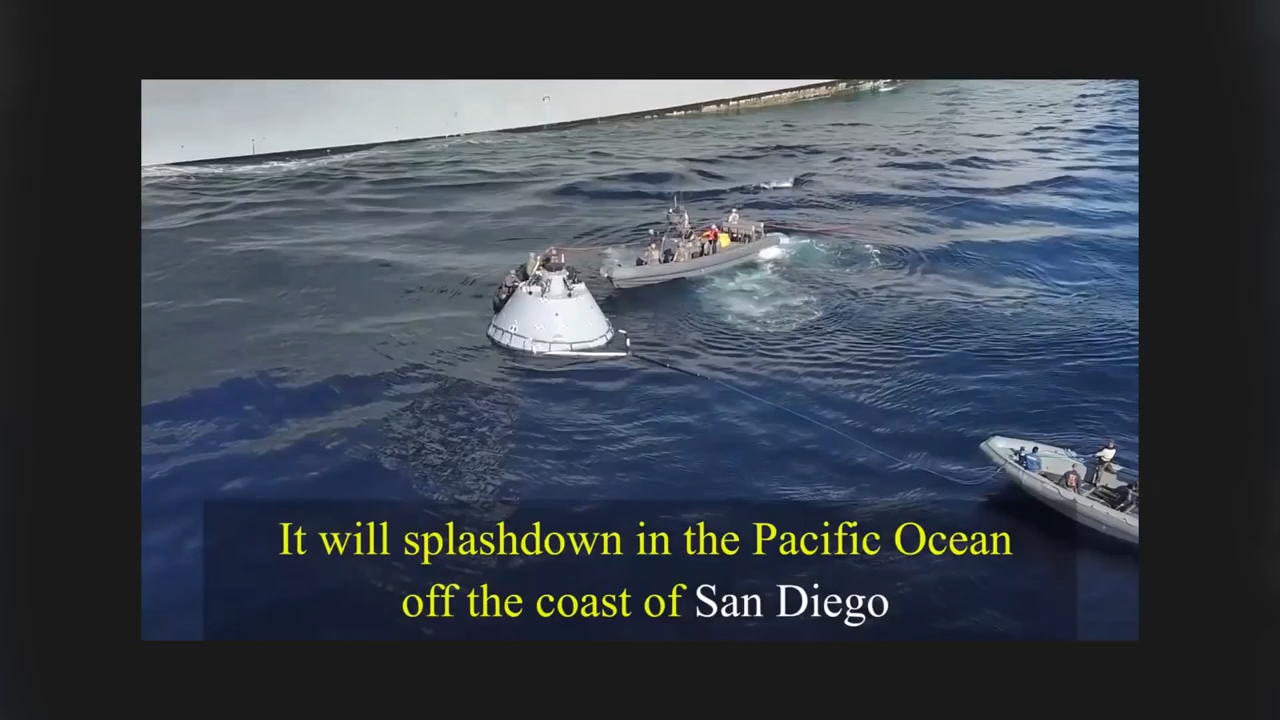 It will splashdown in the Pacific Ocean
off the coast of San Diego